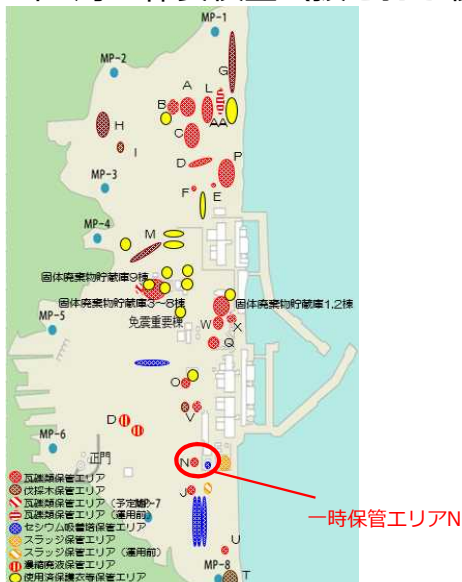 MP-1
MP-2
G
A
L
B
AA
H
C
I
D
P
MP-3
F
E
MP-4
M
固体廃棄物貯蔵庫9棟
固体廃棄物貯蔵庫3～8棟
固体廃棄物貯蔵庫1,2棟
免震重要棟
MP-5
W
X
Q
O
V
D
MP-6
正門
N
瓦礫類保管エリア
伐採木保管エリア
瓦礫類保管エリア（予定地）
MP-7
瓦礫類保管エリア（運用前）
J
セシウム吸着塔保管エリア
スラッジ保管エリア
スラッジ保管エリア（運用前）
濃縮廃液保管エリア
使用済保護衣等保管エリア
一時保管エリアN
U
MP-8
T